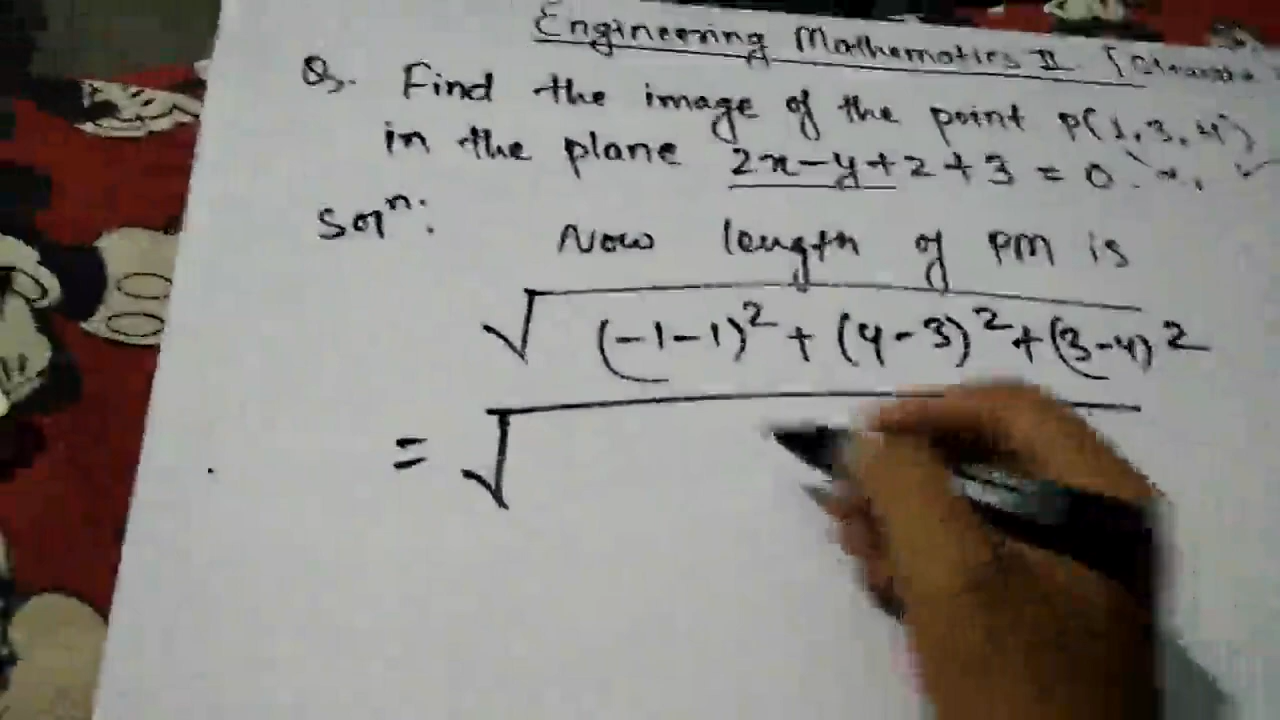 Engineering Mathematics II
Q. Find the image of the point P(1,3,4)
in the plane 2x-y+z+3=0.
Solⁿ: Now length of PM is
√(-1-1)²+(4-3)²+(3-4)²
= √